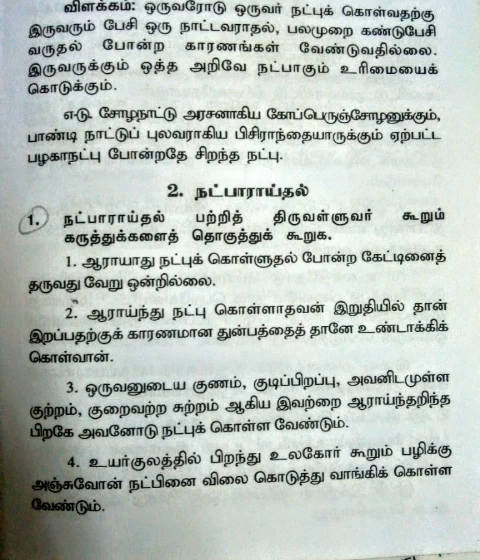 விளக்கம்: ஒருவரோடு ஒருவர் நட்புக் கொள்வதற்கு
இருவரும் பேசி ஒரு நாட்டவராதல், பலமுறை கண்டுபேசி
வருதல் போன்ற காரணங்கள் வேண்டுவதில்லை.
இருவருக்கும் ஒத்த அறிவே நட்பாகும் உரிமையைக்
கொடுக்கும்.
எ-டு. சோழநாட்டு அரசனாகிய கோப்பெருஞ்சோழனுக்கும்,
பாண்டி நாட்டுப் புலவராகிய பிசிராந்தையாருக்கும் ஏற்பட்ட
பழகாநட்பு போன்றதே சிறந்த நட்பு.
2. நட்பாராய்தல்
1. நட்பாராய்தல் பற்றித் திருவள்ளுவர் கூறும்
கருத்துக்களைத் தொகுத்துக் கூறுக.
1. ஆராயாது நட்புக் கொள்ளுதல் போன்ற கேட்டினைத்
தருவது வேறு ஒன்றில்லை.
2. ஆராய்ந்து நட்பு கொள்ளாதவன் இறுதியில் தான்
இறப்பதற்குக் காரணமான துன்பத்தைத் தானே உண்டாக்கிக்
கொள்வான்.
3. ஒருவனுடைய குணம், குடிப்பிறப்பு, அவனிடமுள்ள
குற்றம், குறைவற்ற சுற்றம் ஆகிய இவற்றை ஆராய்ந்தறிந்த
பிறகே அவனோடு நட்புக் கொள்ள வேண்டும்.
4. உயர்குலத்தில் பிறந்து உலகோர் கூறும் பழிக்கு
அஞ்சுவோன் நட்பினை விலை கொடுத்து வாங்கிக் கொள்ள
வேண்டும்.